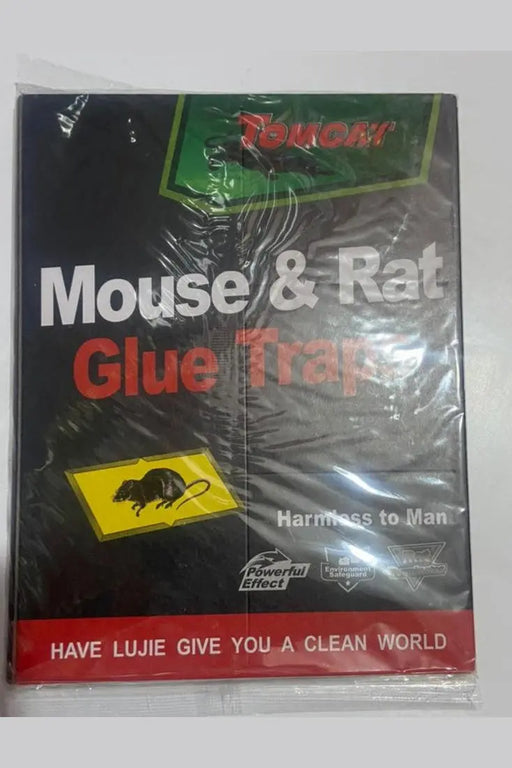 TOMCAT
Mouse & Rat
Glue Traps
Harmless to Man
Powerful
Effect
Environment
Safeguard
HAVE LUJIE GIVE YOU A CLEAN WORLD